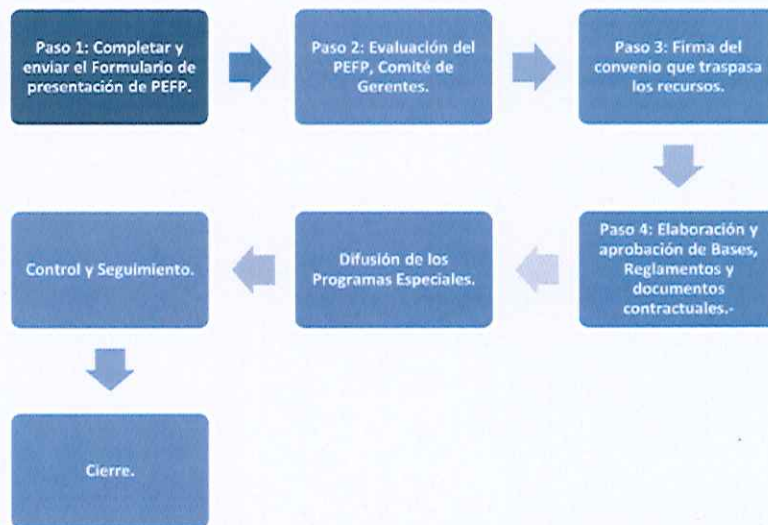 Paso 1: Completar y
enviar el Formulario de
presentación de PEFP.
Paso 2: Evaluación del
PEFP, Comité de
Gerentes.
Paso 3: Firma del
convenio que traspasa
los recursos.
Paso 4: Elaboración y
aprobación de Bases,
Reglamentos y
documentos
contractuales.-
Difusión de los
Programas Especiales.
Control y Seguimiento.
Cierre.